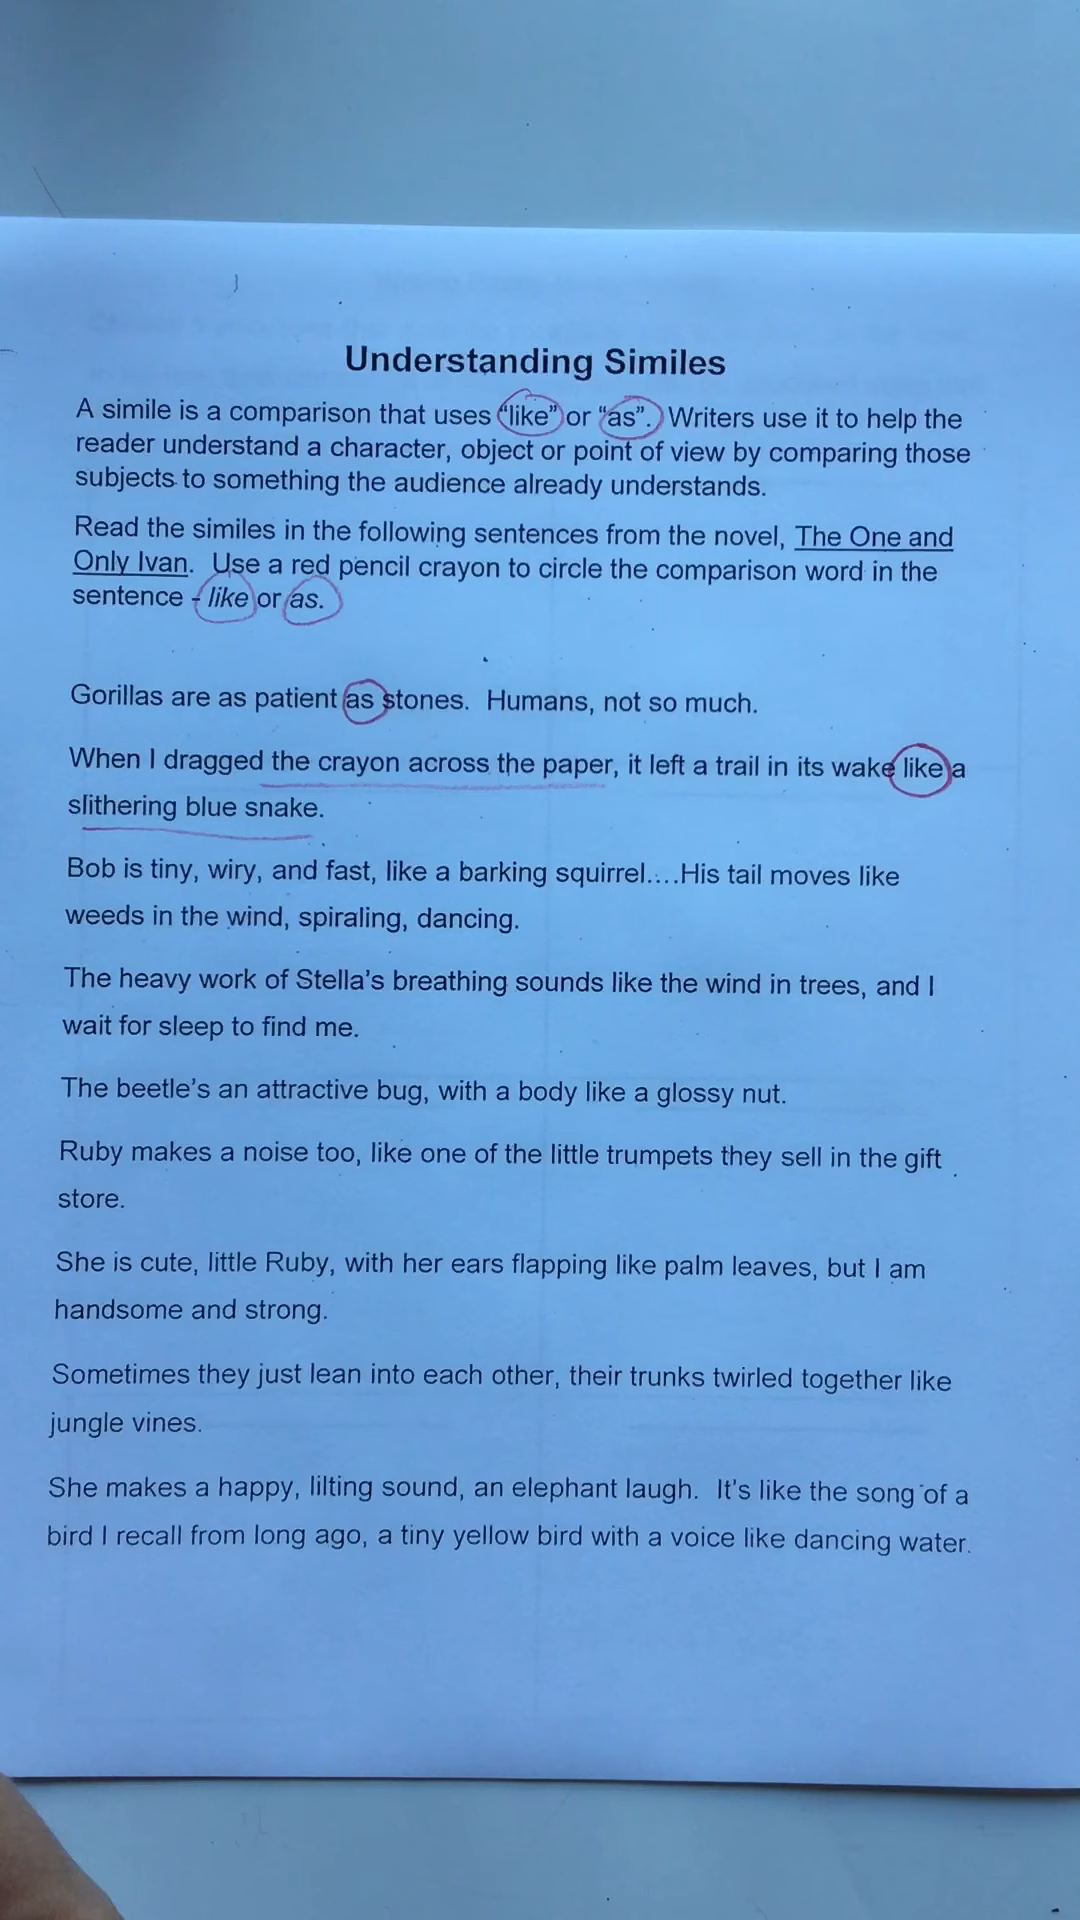 Understanding Similes
A simile is a comparison that uses “like” or “as”. Writers use it to help the
reader understand a character, object or point of view by comparing those
subjects to something the audience already understands.
Read the similes in the following sentences from the novel, The One and
Only Ivan. Use a red pencil crayon to circle the comparison word in the
sentence - like or as.
Gorillas are as patient as stones. Humans, not so much.
When I dragged the crayon across the paper, it left a trail in its wake like a
slithering blue snake.
Bob is tiny, wiry, and fast, like a barking squirrel....His tail moves like
weeds in the wind, spiraling, dancing.
The heavy work of Stella’s breathing sounds like the wind in trees, and I
wait for sleep to find me.
The beetle’s an attractive bug, with a body like a glossy nut.
Ruby makes a noise too, like one of the little trumpets they sell in the gift
store.
She is cute, little Ruby, with her ears flapping like palm leaves, but I am
handsome and strong.
Sometimes they just lean into each other, their trunks twirled together like
jungle vines.
She makes a happy, lilting sound, an elephant laugh. It’s like the song of a
bird I recall from long ago, a tiny yellow bird with a voice like dancing water.